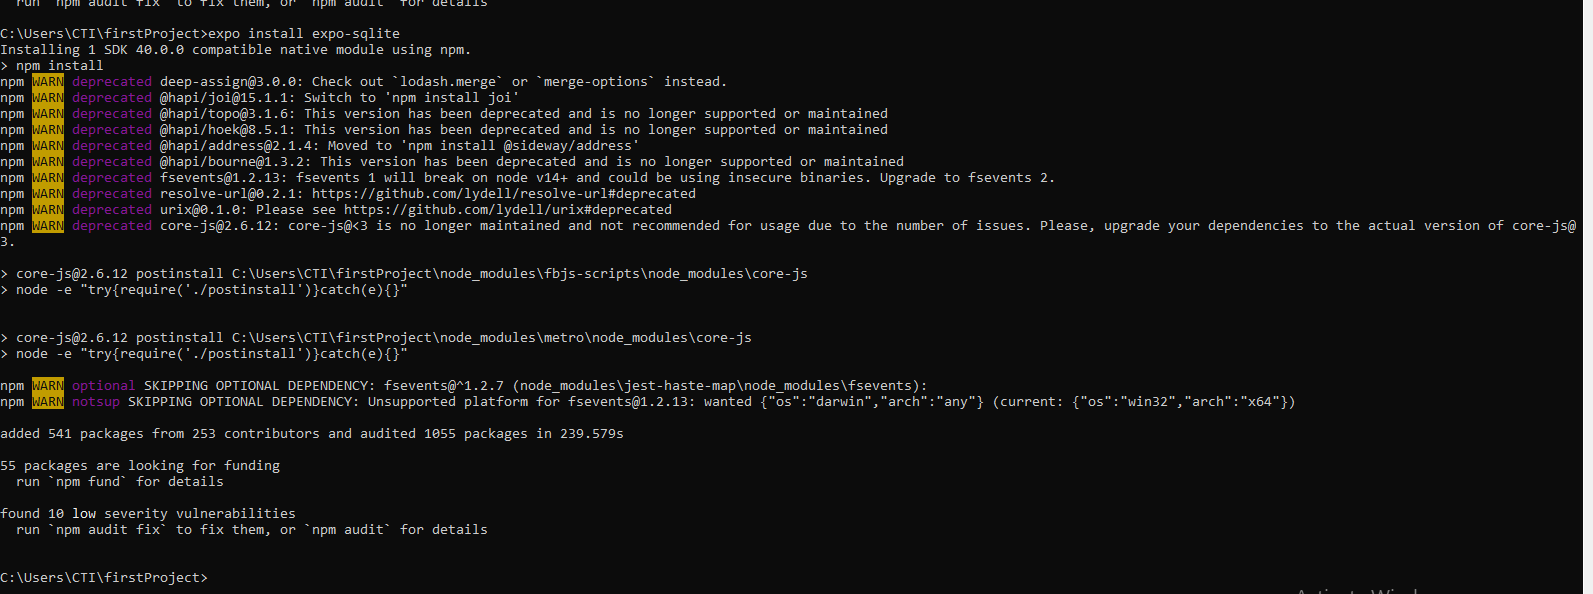 run `npm audit fix` to fix them, or `npm audit` for details
C:\Users\CTI\firstProject>expo install expo-sqlite
Installing 1 SDK 40.0.0 compatible native module using npm.
> npm install
npm WARN deprecated deep-assign@3.0.0: Check out `lodash.merge` or `merge-options` instead.
npm WARN deprecated @hapi/joi@15.1.1: Switch to 'npm install joi'
npm WARN deprecated @hapi/topo@3.1.6: This version has been deprecated and is no longer supported or maintained
npm WARN deprecated @hapi/hoek@8.5.1: This version has been deprecated and is no longer supported or maintained
npm WARN deprecated @hapi/address@2.1.4: Moved to 'npm install @sideway/address'
npm WARN deprecated @hapi/bourne@1.3.2: This version has been deprecated and is no longer supported or maintained
npm WARN deprecated fsevents@1.2.13: fsevents 1 will break on node v14+ and could be using insecure binaries. Upgrade to fsevents 2.
npm WARN deprecated resolve-url@0.2.1: https://github.com/lydell/resolve-url#deprecated
npm WARN deprecated urix@0.1.0: Please see https://github.com/lydell/urix#deprecated
npm WARN deprecated core-js@2.6.12: core-js@<3 is no longer maintained and not recommended for usage due to the number of issues. Please, upgrade your dependencies to the actual version of core-js@
3.
> core-js@2.6.12 postinstall C:\Users\CTI\firstProject\node_modules\fbjs-scripts\node_modules\core-js
> node -e "try{require('./postinstall')}catch(e){}"
> core-js@2.6.12 postinstall C:\Users\CTI\firstProject\node_modules\metro\node_modules\core-js
> node -e "try{require('./postinstall')}catch(e){}"
npm WARN optional SKIPPING OPTIONAL DEPENDENCY: fsevents@^1.2.7 (node_modules\jest-haste-map\node_modules\fsevents):
npm WARN notsup SKIPPING OPTIONAL DEPENDENCY: Unsupported platform for fsevents@1.2.13: wanted {"os":"darwin","arch":"any"} (current: {"os":"win32","arch":"x64"})
added 541 packages from 253 contributors and audited 1055 packages in 239.579s
55 packages are looking for funding
run `npm fund` for details
found 10 low severity vulnerabilities
run `npm audit fix` to fix them, or `npm audit` for details
C:\Users\CTI\firstProject>